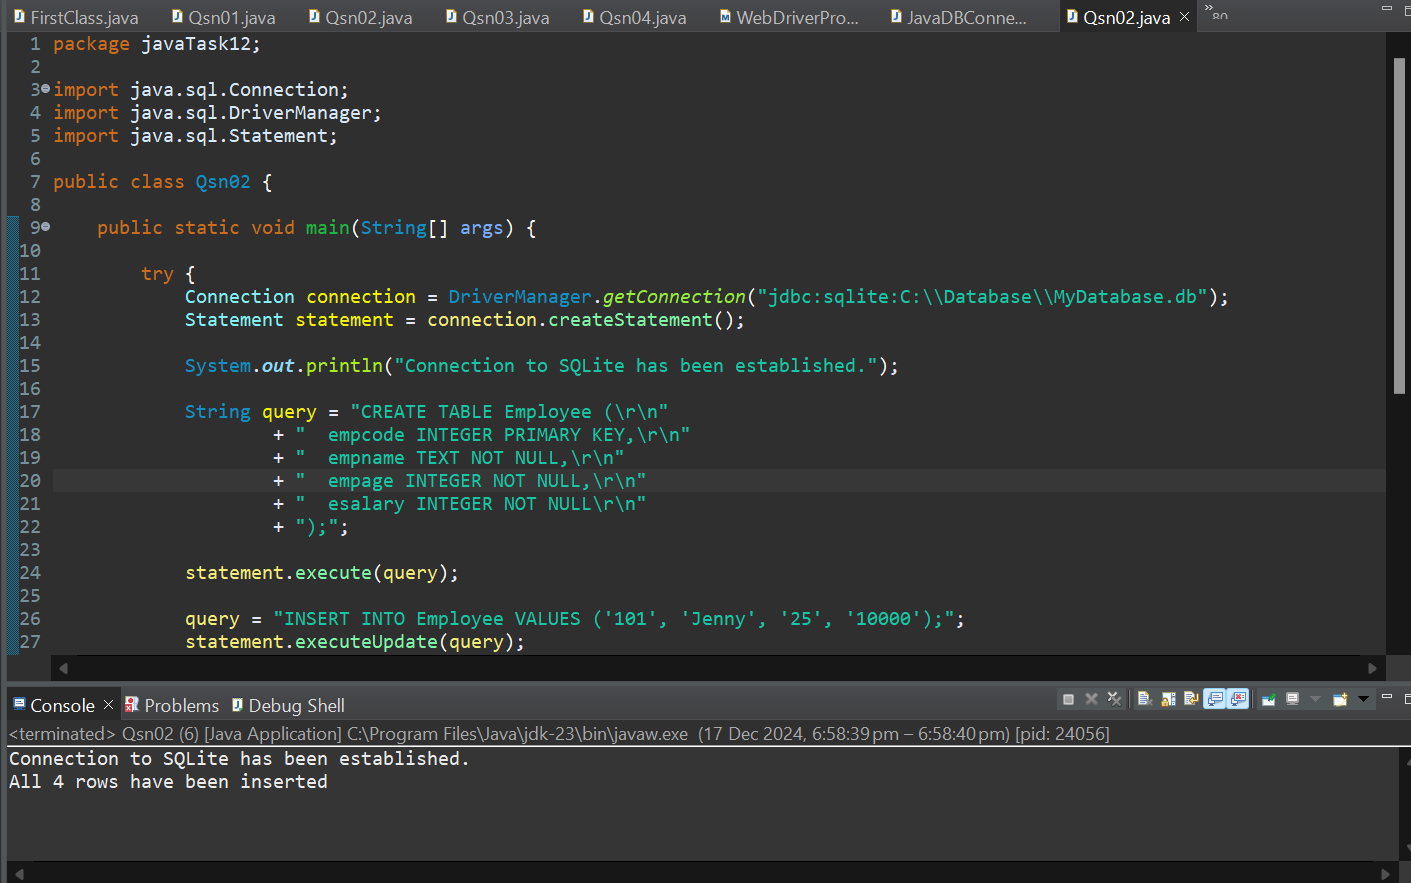 FirstClass.java Qsn01.java Qsn02.java Qsn03.java Qsn04.java WebDriverPro... JavaDBConne... Qsn02.java » 80
1 package javaTask12;
2
3 import java.sql.Connection;
4 import java.sql.DriverManager;
5 import java.sql.Statement;
6
7 public class Qsn02 {
8
9     public static void main(String[] args) {
10
11         try {
12             Connection connection = DriverManager.getConnection("jdbc:sqlite:C:\\Database\\MyDatabase.db");
13             Statement statement = connection.createStatement();
14
15             System.out.println("Connection to SQLite has been established.");
16
17             String query = "CREATE TABLE Employee (\r\n"
18                     + "  empcode INTEGER PRIMARY KEY,\r\n"
19                     + "  empname TEXT NOT NULL,\r\n"
20                     + "  empage INTEGER NOT NULL,\r\n"
21                     + "  esalary INTEGER NOT NULL\r\n"
22                     + ");";
23
24             statement.execute(query);
25
26             query = "INSERT INTO Employee VALUES ('101', 'Jenny', '25', '10000');";
27             statement.executeUpdate(query);
Console Problems Debug Shell
<terminated> Qsn02 (6) [Java Application] C:\Program Files\Java\jdk-23\bin\javaw.exe (17 Dec 2024, 6:58:39 pm – 6:58:40 pm) [pid: 24056]
Connection to SQLite has been established.
All 4 rows have been inserted